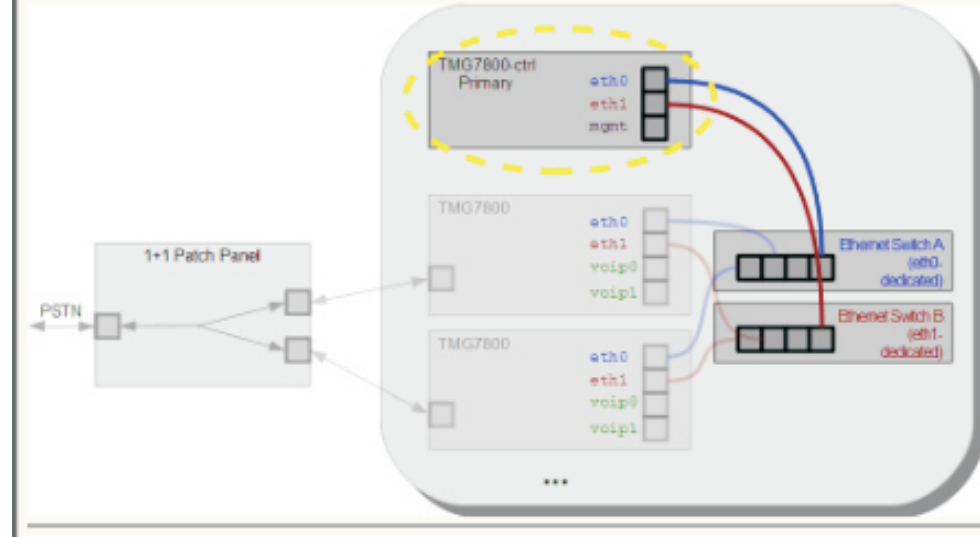 TMG7800-ctrl
Primary
eth0
eth1
mgmt
TMG7800
eth0
eth1
voip0
voip1
Ethernet Switch A
(eth0-
dedicated)
Ethernet Switch B
(eth1-
dedicated)
1+1 Patch Panel
PSTN
TMG7800
eth0
eth1
voip0
voip1
...